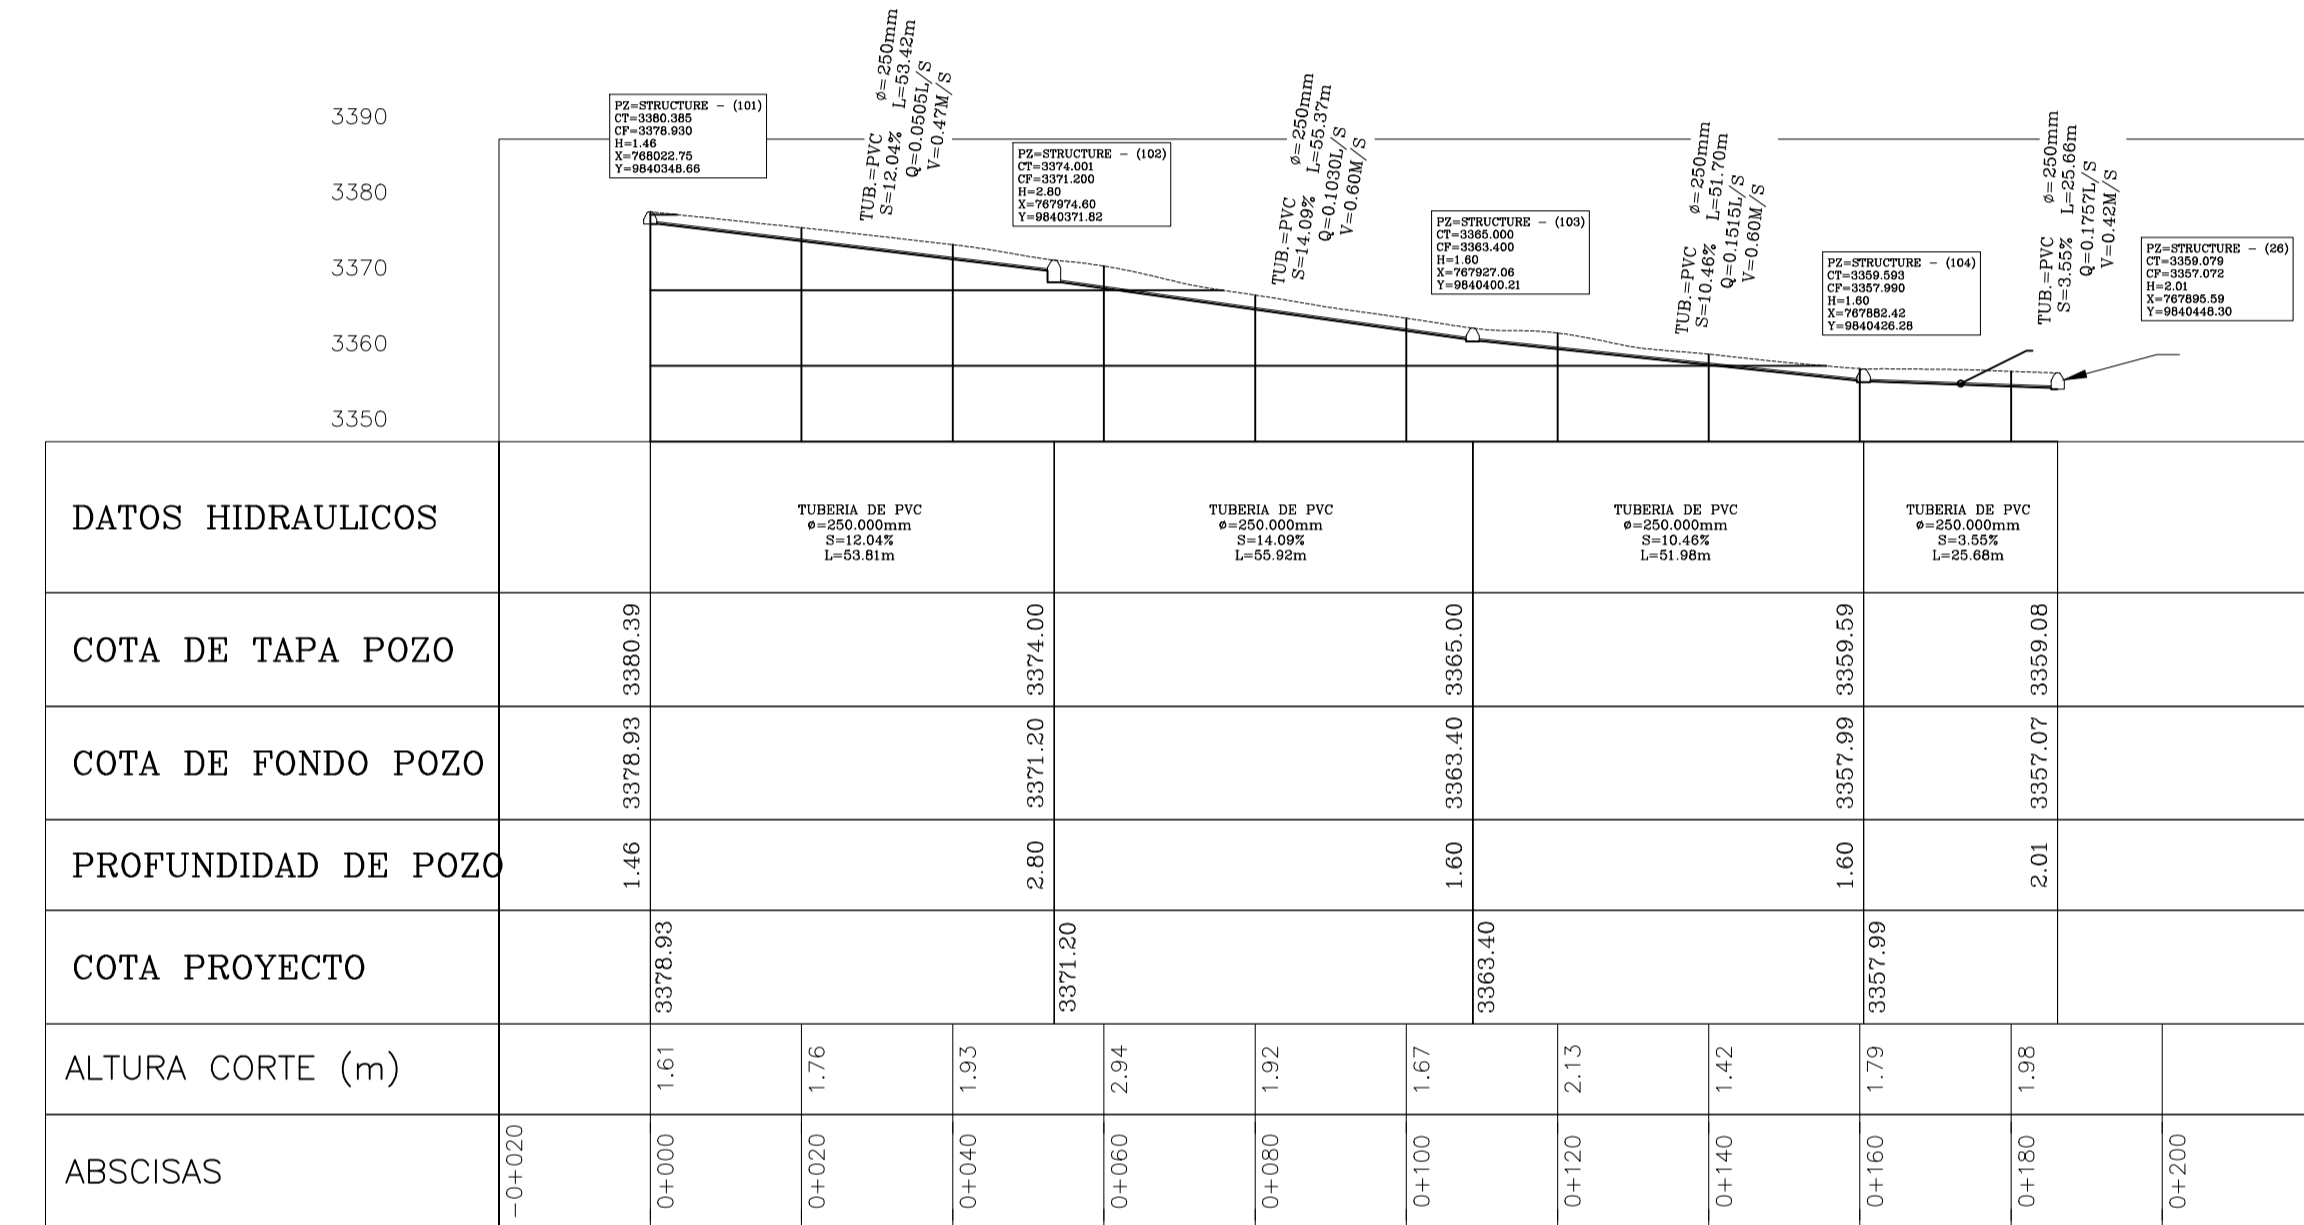 3390
3380
3370
3360
3350
PZ=STRUCTURE - (101)
CT=3380.385
CF=3378.930
H=1.46
X=768022.75
Y=9840348.66
TUB.=PVC ø=250mm
S=12.04% L=53.42m
Q=0.0505L/S
V=0.47M/S
PZ=STRUCTURE - (102)
CT=3374.001
CF=3371.200
H=2.80
X=767974.60
Y=9840371.82
TUB.=PVC ø=250mm
S=14.09% L=55.37m
Q=0.1030L/S
V=0.60M/S
PZ=STRUCTURE - (103)
CT=3365.000
CF=3363.400
H=1.60
X=767927.06
Y=9840400.21
TUB.=PVC ø=250mm
S=10.46% L=51.70m
Q=0.1515L/S
V=0.60M/S
PZ=STRUCTURE - (104)
CT=3359.593
CF=3357.990
H=1.60
X=767882.42
Y=9840426.28
TUB.=PVC ø=250mm
S=3.55% L=25.66m
Q=0.1757L/S
V=0.42M/S
PZ=STRUCTURE - (26)
CT=3359.079
CF=3357.072
H=2.01
X=767895.59
Y=9840448.30
DATOS HIDRAULICOS
TUBERIA DE PVC
ø=250.000mm
S=12.04%
L=53.81m
TUBERIA DE PVC
ø=250.000mm
S=14.09%
L=55.92m
TUBERIA DE PVC
ø=250.000mm
S=10.46%
L=51.98m
TUBERIA DE PVC
ø=250.000mm
S=3.55%
L=25.68m
COTA DE TAPA POZO 3380.39 3374.00 3365.00 3359.59 3359.08
COTA DE FONDO POZO 3378.93 3371.20 3363.40 3357.99 3357.07
PROFUNDIDAD DE POZO 1.46 2.80 1.60 1.60 2.01
COTA PROYECTO 3378.93 3371.20 3363.40 3357.99
ALTURA CORTE (m) 1.61 1.76 1.93 2.94 1.92 1.67 2.13 1.42 1.79 1.98
ABSCISAS -0+020 0+000 0+020 0+040 0+060 0+080 0+100 0+120 0+140 0+160 0+180 0+200